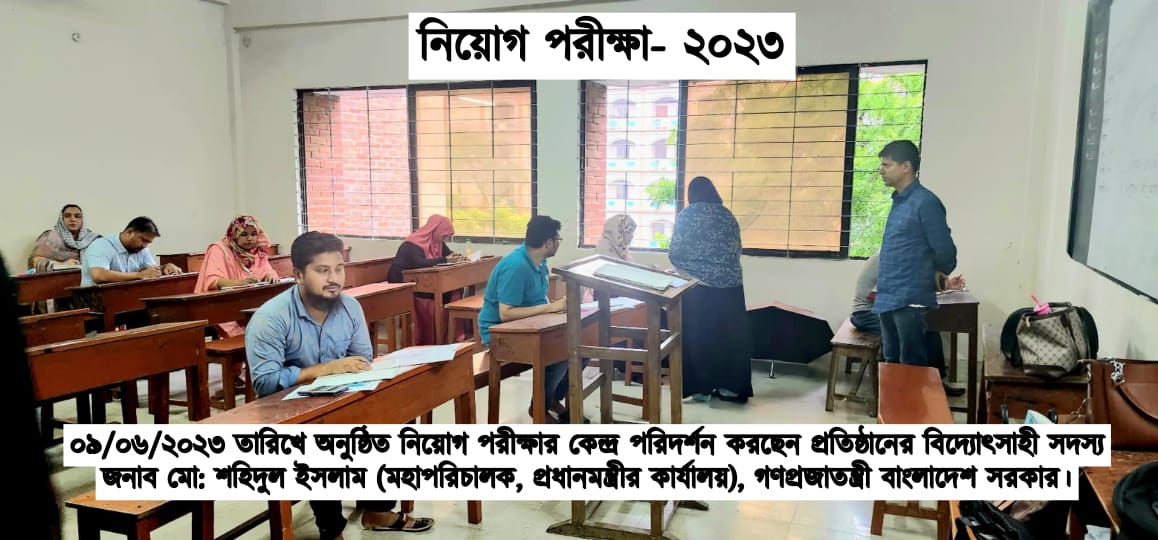 নিয়োগ পরীক্ষা- ২০২৩
০৯/০৬/২০২৩ তারিখে অনুষ্ঠিত নিয়োগ পরীক্ষার কেন্দ্র পরিদর্শন করছেন প্রতিষ্ঠানের বিদ্যোৎসাহী সদস্য
জনাব মো: শহিদুল ইসলাম (মহাপরিচালক, প্রধানমন্ত্রীর কার্যালয়), গণপ্রজাতন্ত্রী বাংলাদেশ সরকার।